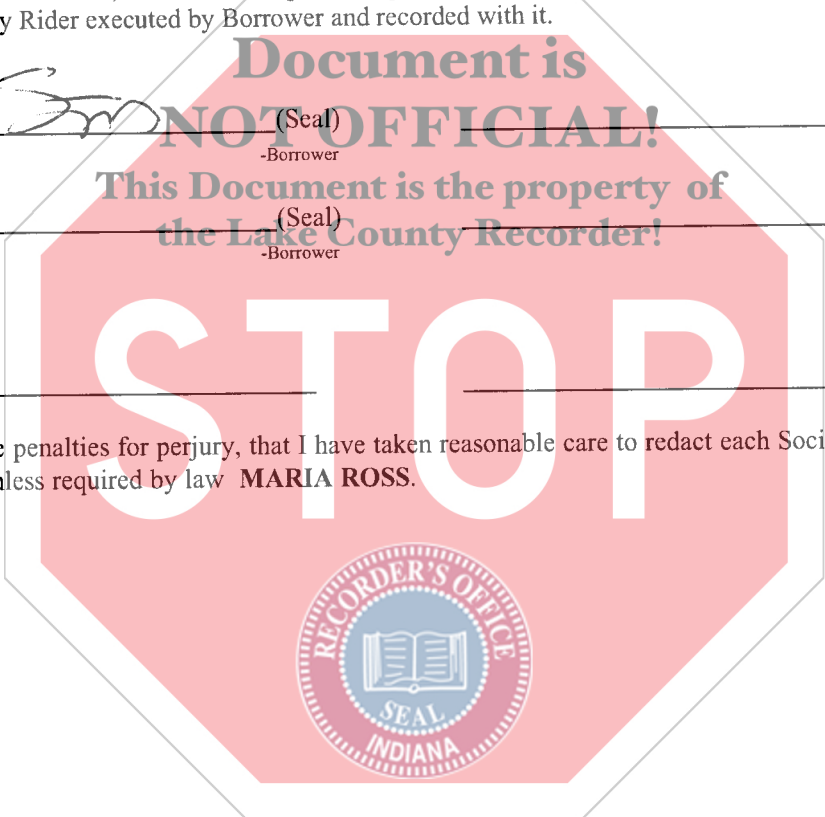 y Rider executed by Borrower and recorded with it.
Document is
NOT OFFICIAL!
(Seal)
-Borrower
This Document is the property of
(Seal)
the Lake County Recorder!
-Borrower
STOP
e penalties for perjury, that I have taken reasonable care to redact each Soci
nless required by law MARIA ROSS.
RECORDER'S OFFICE
SEAL
INDIANA